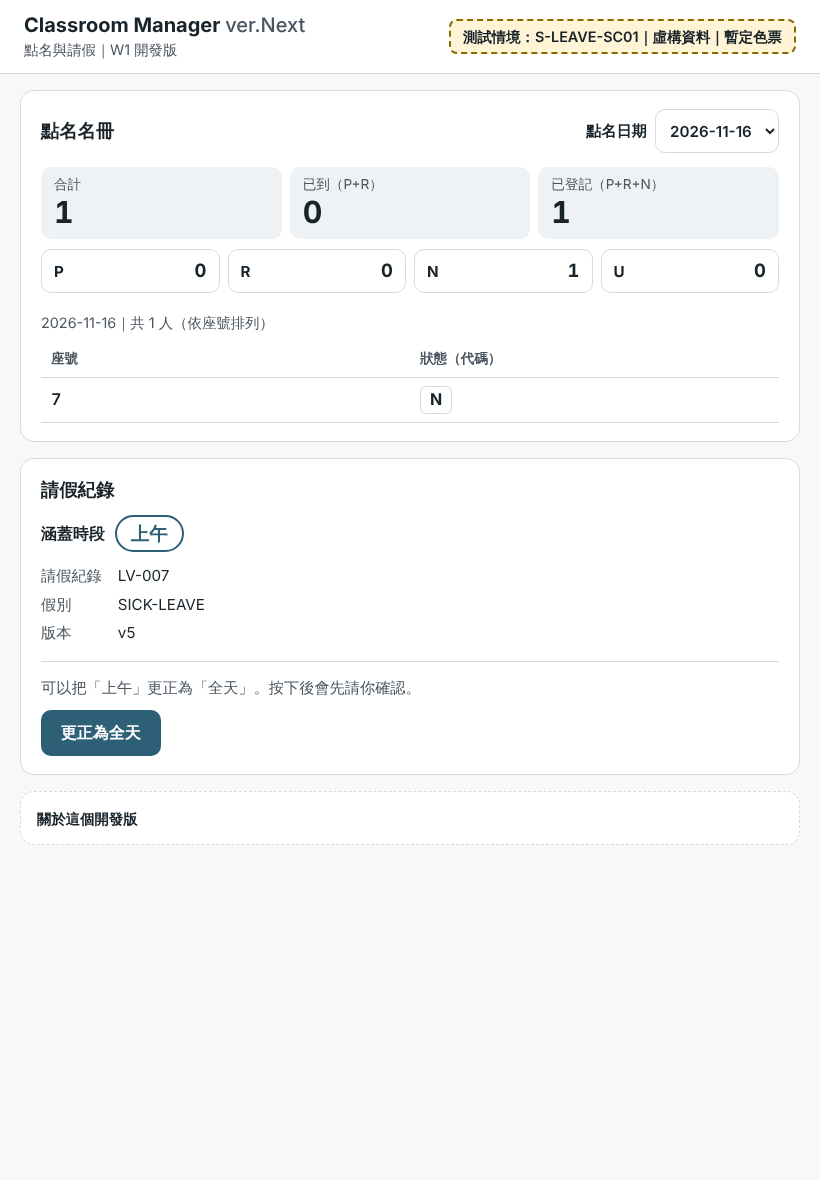 Classroom Manager ver.Next
點名與請假｜W1 開發版
測試情境：S-LEAVE-SC01｜虛構資料｜暫定色票
點名名冊
點名日期 2026-11-16
合計
1
已到（P+R）
0
已登記（P+R+N）
1
P 0
R 0
N 1
U 0
2026-11-16｜共 1 人（依座號排列）
座號 狀態（代碼）
7 N
請假紀錄
涵蓋時段 上午
請假紀錄 LV-007
假別 SICK-LEAVE
版本 v5
可以把「上午」更正為「全天」。按下後會先請你確認。
更正為全天
關於這個開發版